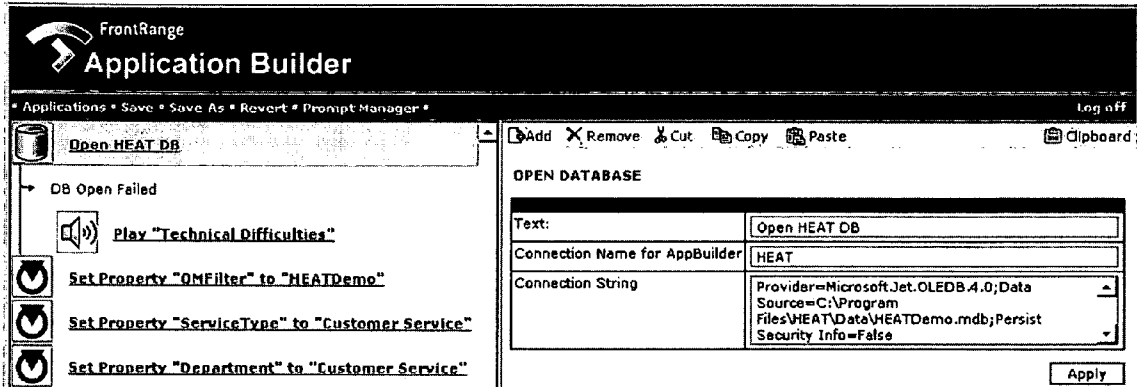 FrontRange
Application Builder
• Applications • Save • Save As • Revert • Prompt Manager •
Log off
Open HEAT DB
DB Open Failed
Play "Technical Difficulties"
Set Property "QMFilter" to "HEATDemo"
Set Property "ServiceType" to "Customer Service"
Set Property "Department" to "Customer Service"
Add Remove Cut Copy Paste Clipboard
OPEN DATABASE
Text: Open HEAT DB
Connection Name for AppBuilder HEAT
Connection String Provider=Microsoft.Jet.OLEDB.4.0;Data
Source=C:\Program
Files\HEAT\Data\HEATDemo.mdb;Persist
Security Info=False
Apply